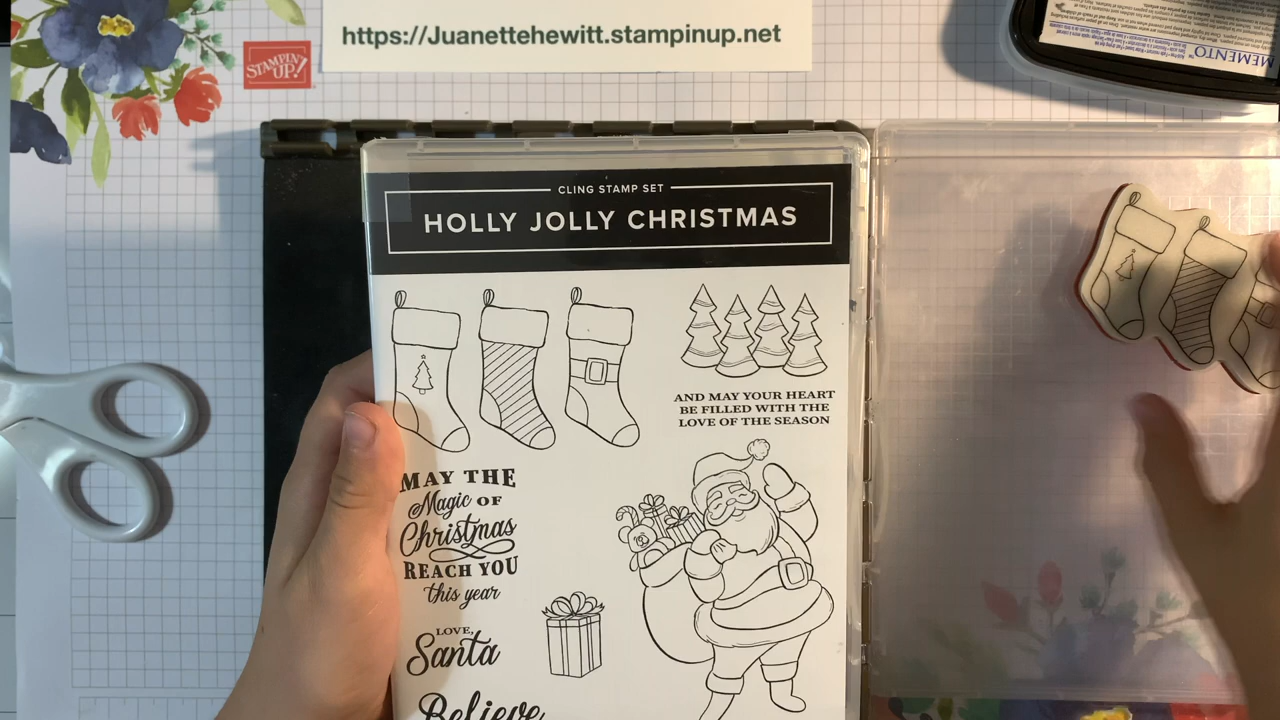 https://Juanettehewitt.stampinup.net
STAMPIN' UP!
MEMENTO™
CLING STAMP SET
HOLLY JOLLY CHRISTMAS
AND MAY YOUR HEART
BE FILLED WITH THE
LOVE OF THE SEASON
MAY THE
Magic OF
Christmas
REACH YOU
this year
LOVE,
Santa
Believe